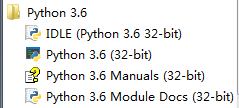 Python 3.6
IDLE (Python 3.6 32-bit)
Python 3.6 (32-bit)
Python 3.6 Manuals (32-bit)
Python 3.6 Module Docs (32-bit)